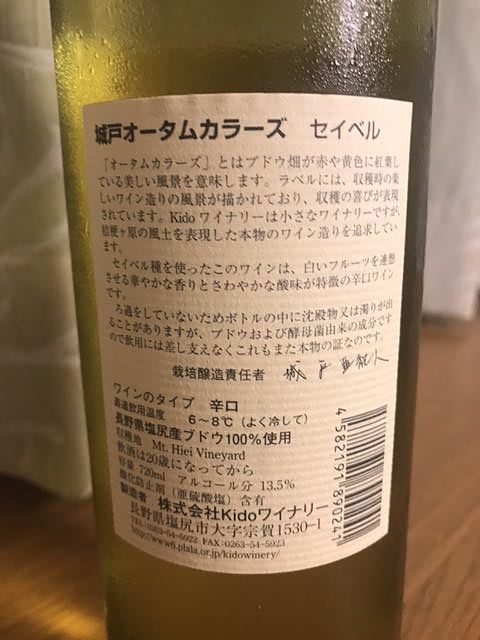 城戸オータムカラーズ　セイベル
「オータムカラーズ」とはブドウ畑が赤や黄色に紅葉し
ている美しい風景を意味します。ラベルには、収穫時の楽
しいワイン造りの風景が描かれており、収穫の喜びが表現
されています。Kidoワイナリーは小さなワイナリーですが、
桔梗ヶ原の風土を表現した本物のワイン造りを追求してい
ます。
セイベル種を使ったこのワインは、白いフルーツを連想
させる華やかな香りとさわやかな酸味が特徴の辛口ワイン
です。
ろ過をしていないためボトルの中に沈殿物又は濁りが出
ることがありますが、ブドウおよび酵母菌由来の成分です
ので飲用には差し支えなくこれもまた本物の証なのです。
栽培醸造責任者　城戸亜紀人
ワインのタイプ　辛口
最適飲用温度　6〜8℃（よく冷して）
長野県塩尻産ブドウ100%使用
収穫地　Mt. Hiei Vineyard
飲酒は20歳になってから
容量 720ml　アルコール分 13.5%
酸化防止剤（亜硫酸塩）含有
製造者　株式会社Kidoワイナリー
長野県塩尻市大字宗賀1530-1
TEL:0263-54-5922 FAX:0263-54-5923
http://www6.plala.or.jp/kidowinery/
4582191890241